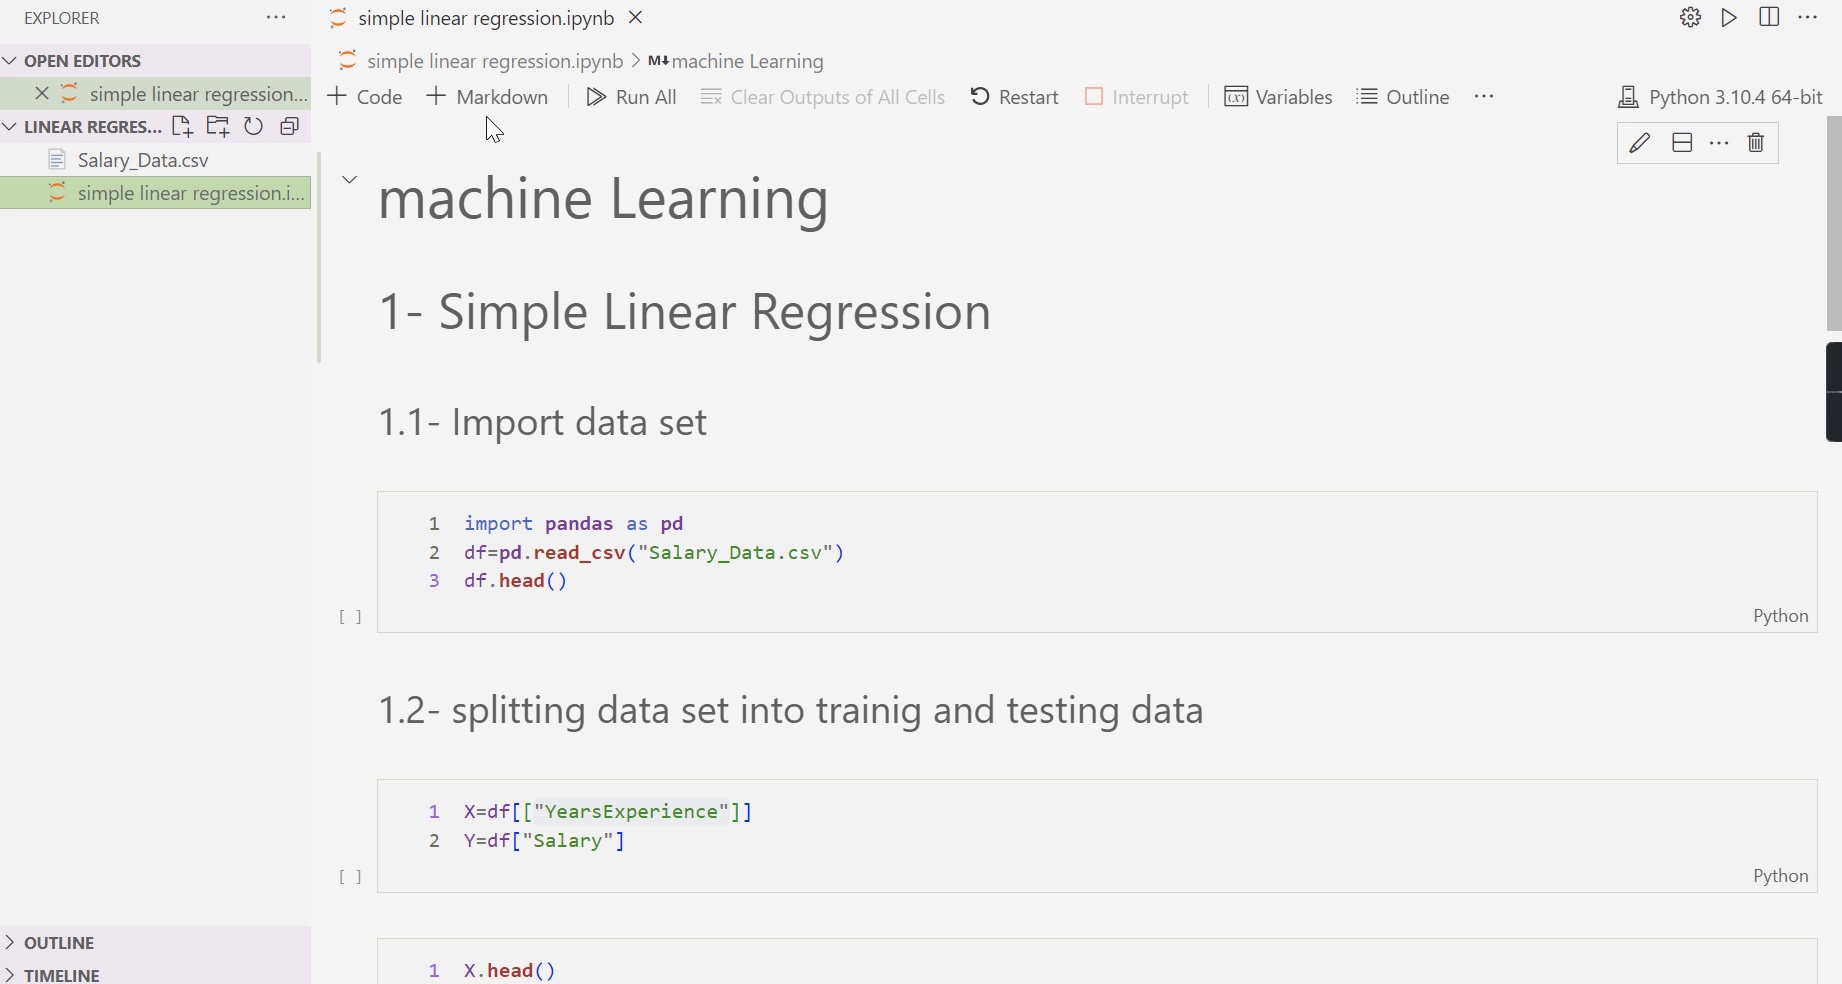 EXPLORER
simple linear regression.ipynb
OPEN EDITORS
simple linear regression...
LINEAR REGRES...
Salary_Data.csv
simple linear regression.i...
OUTLINE
TIMELINE
simple linear regression.ipynb > M machine Learning
Code Markdown Run All Clear Outputs of All Cells Restart Interrupt (x) Variables Outline ... Python 3.10.4 64-bit
machine Learning
1- Simple Linear Regression
1.1- Import data set
1 import pandas as pd
2 df=pd.read_csv("Salary_Data.csv")
3 df.head()
[ ]
Python
1.2- splitting data set into trainig and testing data
1 X=df[["YearsExperience"]]
2 Y=df["Salary"]
[ ]
Python
1 X.head()